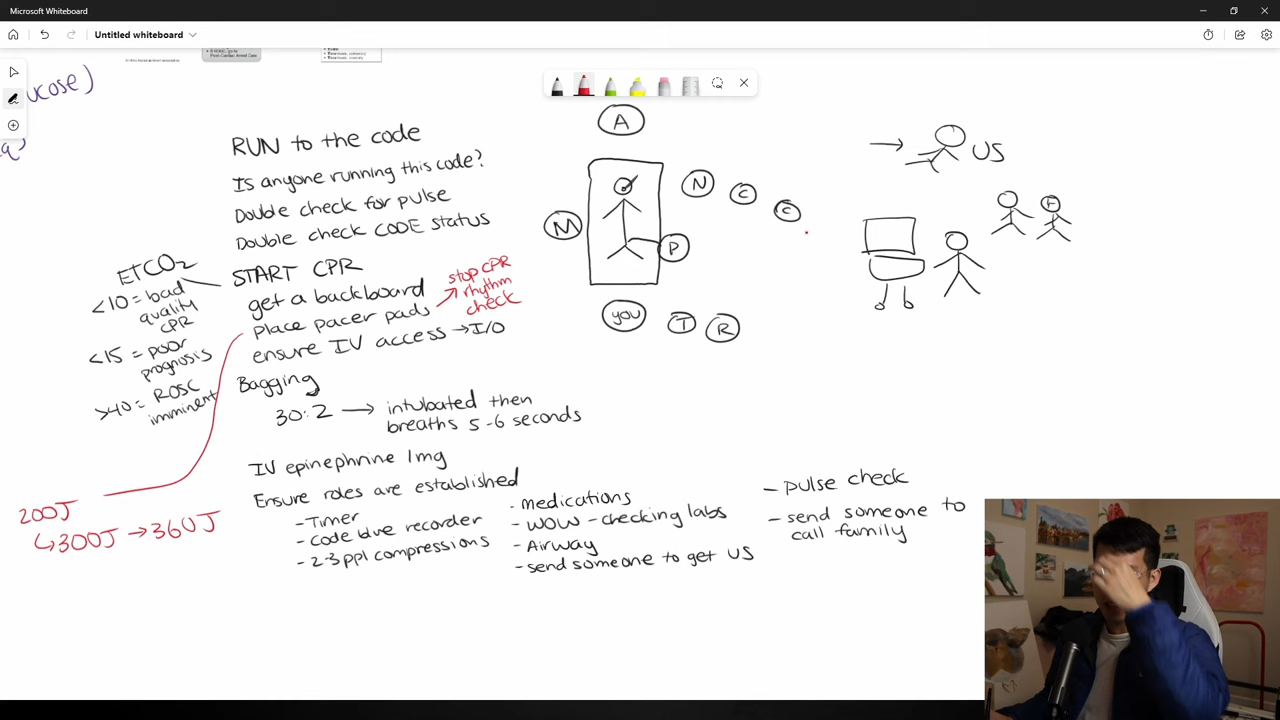 Microsoft Whiteboard
Untitled whiteboard
ucose)
RUN to the code
Is anyone running this code?
Double check for pulse
Double check CODE status
START CPR
get a backboard
place pacer pads
ensure IV access → I/O
stop CPR
rhythm
check
ETCO2
<10 = bad
quality
CPR
<15 = poor
prognosis
>40 = ROSC
imminent
Bagging
30:2 → intubated then
breaths 5-6 seconds
IV epinephrine 1mg
Ensure roles are established
- Timer
- code blue recorder
- 2-3 ppl compressions
- medications
- WOW - checking labs
- Airway
- send someone to get US
- pulse check
- send someone to
call family
200J
↳300J → 360J
A
N
C
C
M
P
you
T
R
→ US
F